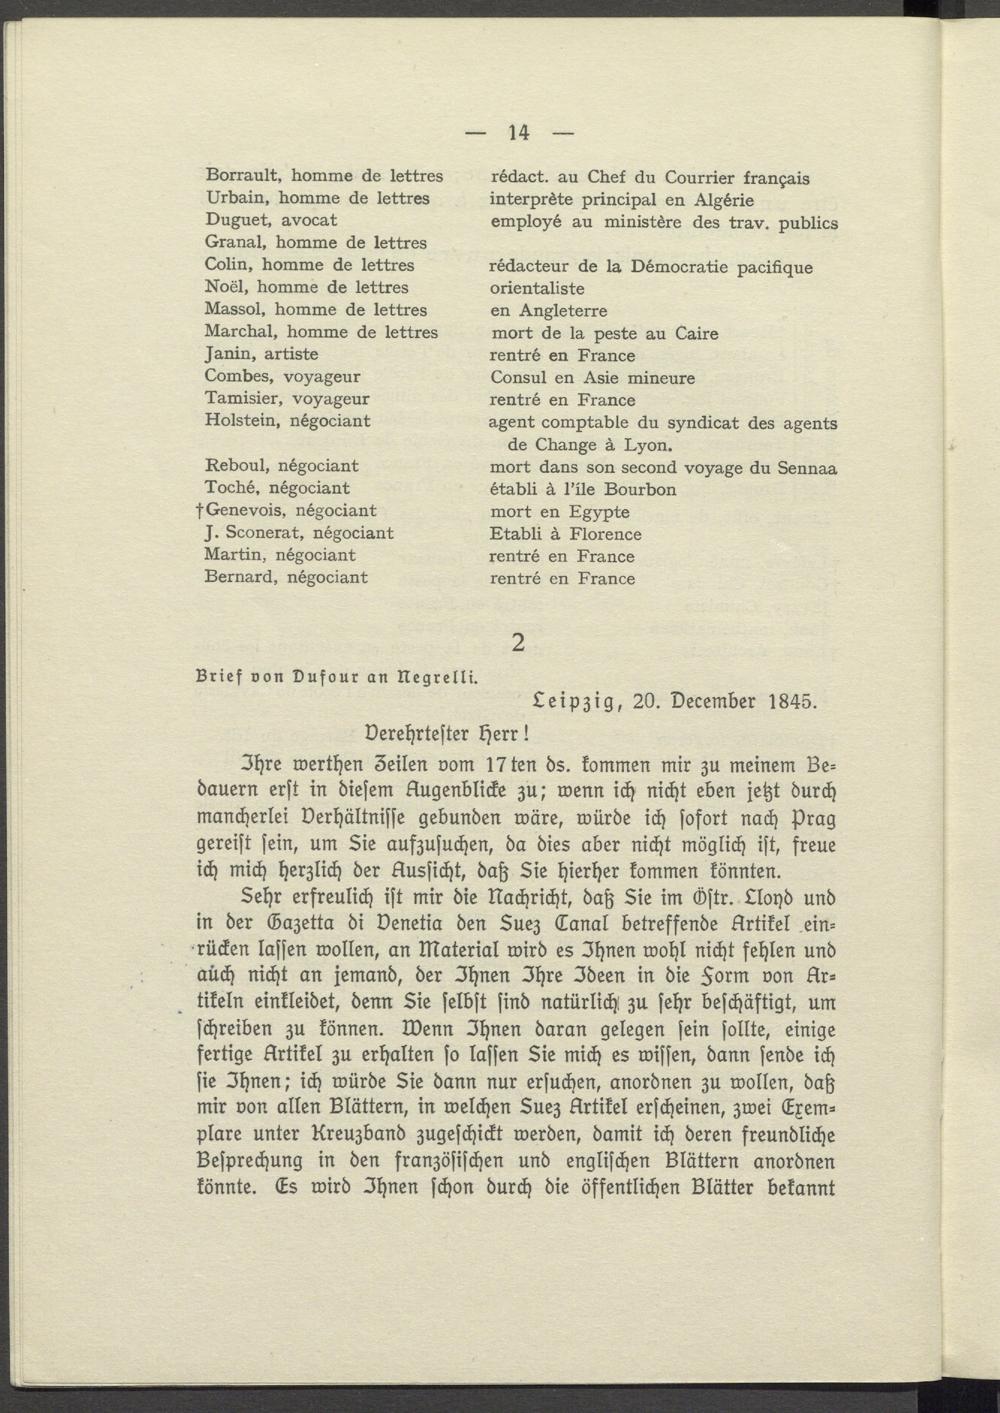 — 14 —
Borrault, homme de lettres rédact. au Chef du Courrier français
Urbain, homme de lettres interprète principal en Algérie
Duguet, avocat employé au ministère des trav. publics
Granal, homme de lettres
Colin, homme de lettres rédacteur de la Démocratie pacifique
Noël, homme de lettres orientaliste
Massol, homme de lettres en Angleterre
Marchal, homme de lettres mort de la peste au Caire
Janin, artiste rentré en France
Combes, voyageur Consul en Asie mineure
Tamisier, voyageur rentré en France
Holstein, négociant agent comptable du syndicat des agents
de Change à Lyon.
Reboul, négociant mort dans son second voyage du Sennaa
Toché, négociant établi à l'île Bourbon
†Genevois, négociant mort en Egypte
J. Sconerat, négociant Etabli à Florence
Martin, négociant rentré en France
Bernard, négociant rentré en France
2
Brief von Dufour an Negrelli.
Leipzig, 20. December 1845.
Verehrtester Herr!
Ihre werthen Zeilen vom 17ten ds. kommen mir zu meinem Be-
dauern erst in diesem Augenblicke zu; wenn ich nicht eben jetzt durch
mancherlei Verhältnisse gebunden wäre, würde ich sofort nach Prag
gereist sein, um Sie aufzusuchen, da dies aber nicht möglich ist, freue
ich mich herzlich der Aussicht, daß Sie hierher kommen könnten.
Sehr erfreulich ist mir die Nachricht, daß Sie im Östr. Lloyd und
in der Gazetta di Venetia den Suez Canal betreffende Artikel ein-
rücken lassen wollen, an Material wird es Ihnen wohl nicht fehlen und
auch nicht an jemand, der Ihnen Ihre Ideen in die Form von Ar-
tikeln einkleidet, denn Sie selbst sind natürlich zu sehr beschäftigt, um
schreiben zu können. Wenn Ihnen daran gelegen sein sollte, einige
fertige Artikel zu erhalten so lassen Sie mich es wissen, dann sende ich
sie Ihnen; ich würde Sie dann nur ersuchen, anordnen zu wollen, daß
mir von allen Blättern, in welchen Suez Artikel erscheinen, zwei Exem-
plare unter Kreuzband zugeschickt werden, damit ich deren freundliche
Besprechung in den französischen und englischen Blättern anordnen
könnte. Es wird Ihnen schon durch die öffentlichen Blätter bekannt